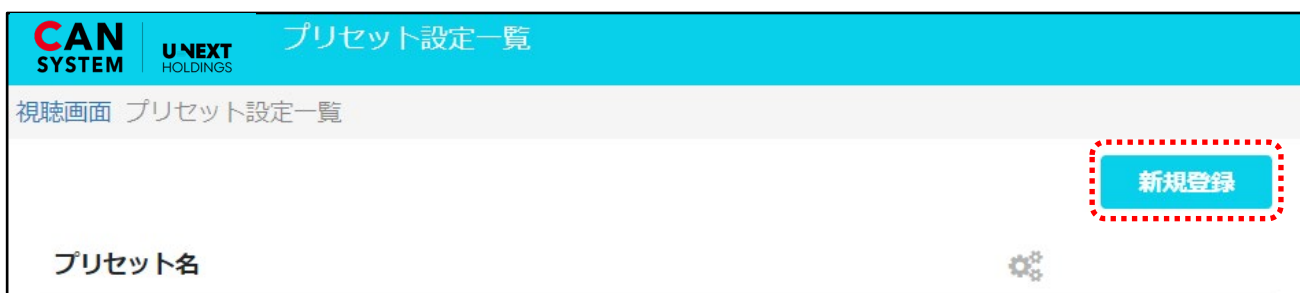 CAN
SYSTEM
U-NEXT
HOLDINGS
プリセット設定一覧
視聴画面 プリセット設定一覧
新規登録
プリセット名